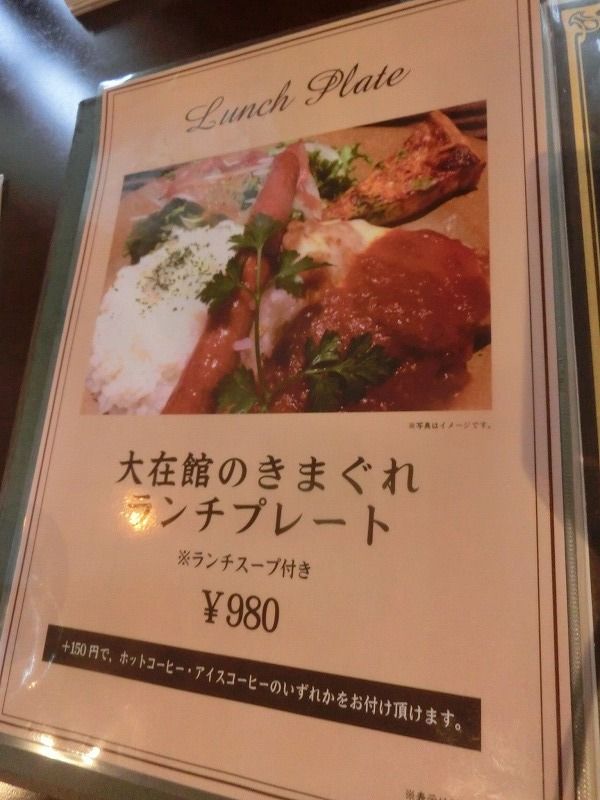 Lunch Plate
※写真はイメージです。
大在館のきまぐれ
ランチプレート
※ランチスープ付き
￥980
+150円で、ホットコーヒー・アイスコーヒーのいずれかをお付け頂けます。
※表示